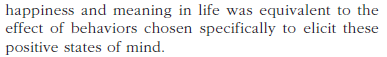 happiness and meaning in life was equivalent to the
effect of behaviors chosen specifically to elicit these
positive states of mind.